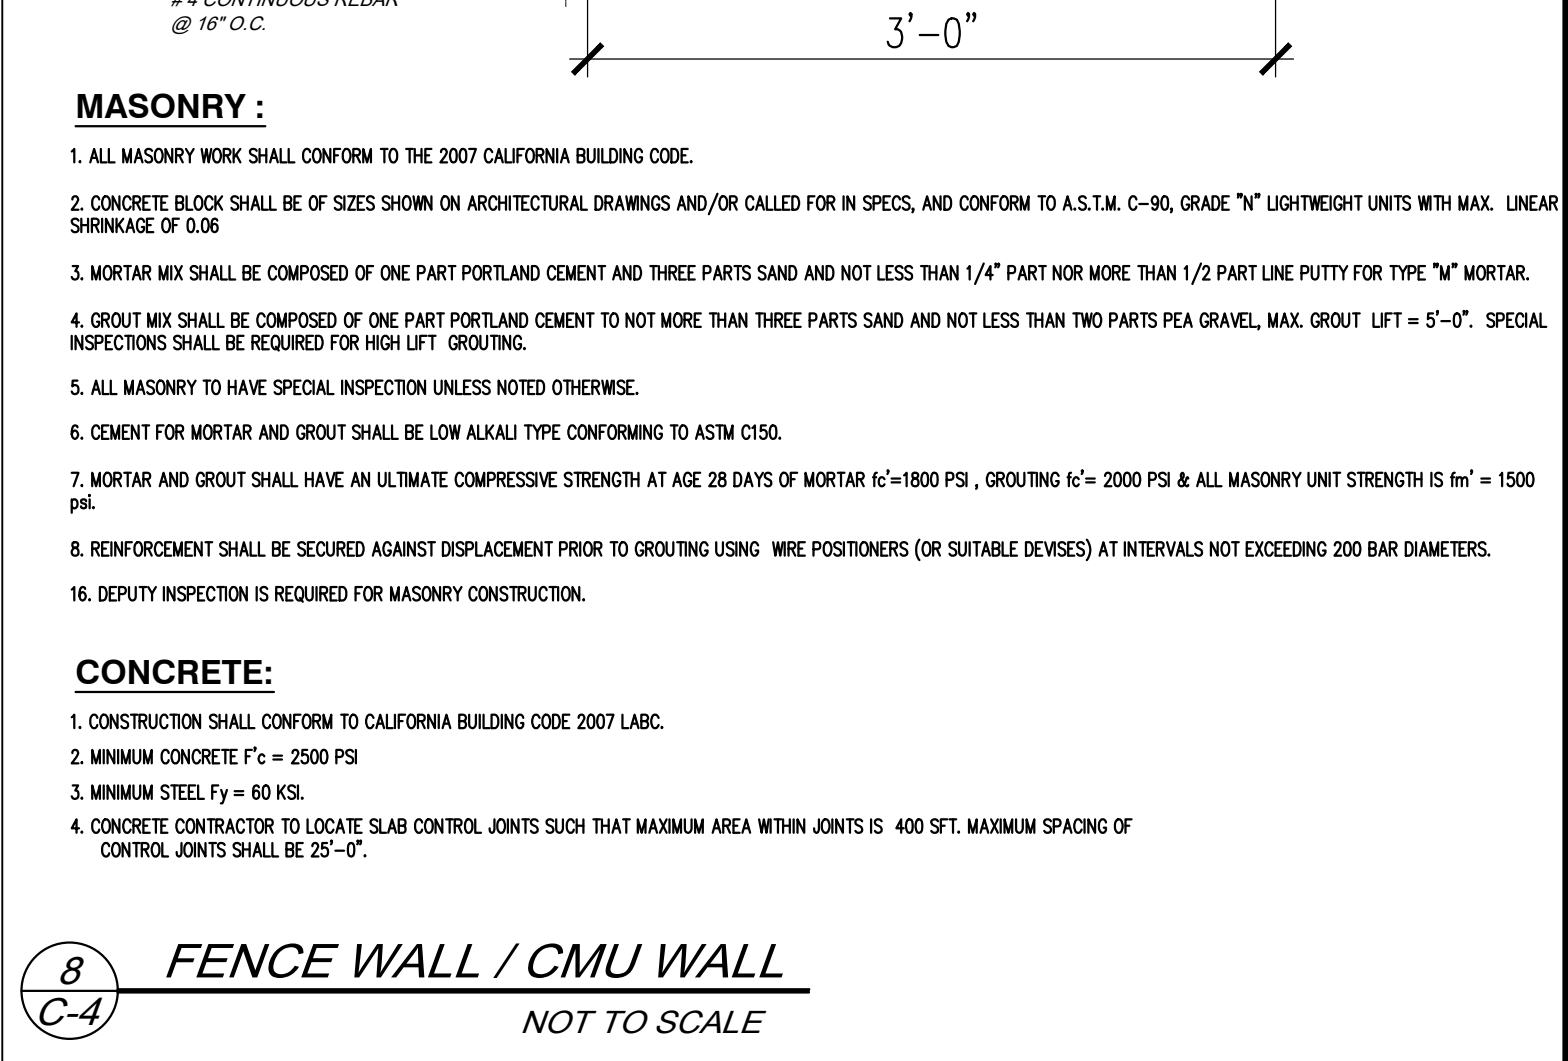 # 4 CONTINUOUS REBAR
@ 16" O.C.
3'-0"
MASONRY :
1. ALL MASONRY WORK SHALL CONFORM TO THE 2007 CALIFORNIA BUILDING CODE.
2. CONCRETE BLOCK SHALL BE OF SIZES SHOWN ON ARCHITECTURAL DRAWINGS AND/OR CALLED FOR IN SPECS, AND CONFORM TO A.S.T.M. C-90, GRADE "N" LIGHTWEIGHT UNITS WITH MAX. LINEAR
SHRINKAGE OF 0.06
3. MORTAR MIX SHALL BE COMPOSED OF ONE PART PORTLAND CEMENT AND THREE PARTS SAND AND NOT LESS THAN 1/4" PART NOR MORE THAN 1/2 PART LINE PUTTY FOR TYPE "M" MORTAR.
4. GROUT MIX SHALL BE COMPOSED OF ONE PART PORTLAND CEMENT TO NOT MORE THAN THREE PARTS SAND AND NOT LESS THAN TWO PARTS PEA GRAVEL, MAX. GROUT LIFT = 5'-0". SPECIAL
INSPECTIONS SHALL BE REQUIRED FOR HIGH LIFT GROUTING.
5. ALL MASONRY TO HAVE SPECIAL INSPECTION UNLESS NOTED OTHERWISE.
6. CEMENT FOR MORTAR AND GROUT SHALL BE LOW ALKALI TYPE CONFORMING TO ASTM C150.
7. MORTAR AND GROUT SHALL HAVE AN ULTIMATE COMPRESSIVE STRENGTH AT AGE 28 DAYS OF MORTAR fc'=1800 PSI , GROUTING fc'= 2000 PSI & ALL MASONRY UNIT STRENGTH IS fm' = 1500
psi.
8. REINFORCEMENT SHALL BE SECURED AGAINST DISPLACEMENT PRIOR TO GROUTING USING WIRE POSITIONERS (OR SUITABLE DEVISES) AT INTERVALS NOT EXCEEDING 200 BAR DIAMETERS.
16. DEPUTY INSPECTION IS REQUIRED FOR MASONRY CONSTRUCTION.
CONCRETE:
1. CONSTRUCTION SHALL CONFORM TO CALIFORNIA BUILDING CODE 2007 LABC.
2. MINIMUM CONCRETE F'c = 2500 PSI
3. MINIMUM STEEL Fy = 60 KSI.
4. CONCRETE CONTRACTOR TO LOCATE SLAB CONTROL JOINTS SUCH THAT MAXIMUM AREA WITHIN JOINTS IS 400 SFT. MAXIMUM SPACING OF
CONTROL JOINTS SHALL BE 25'-0".
8
C-4
FENCE WALL / CMU WALL
NOT TO SCALE